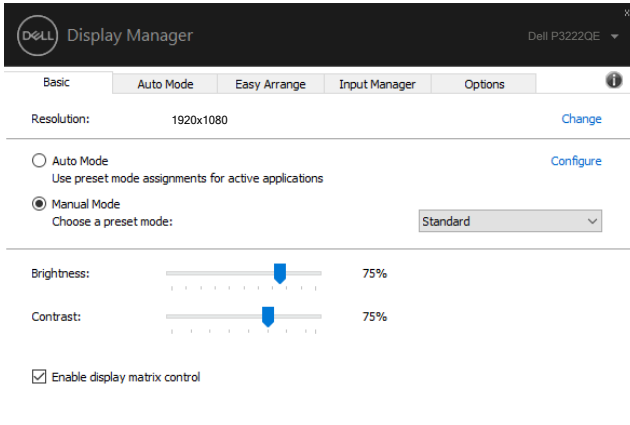 x
DELL Display Manager Dell P3222QE
Basic Auto Mode Easy Arrange Input Manager Options i
Resolution: 1920x1080 Change
Auto Mode Configure
Use preset mode assignments for active applications
Manual Mode
Choose a preset mode: Standard
Brightness: 75%
Contrast: 75%
Enable display matrix control